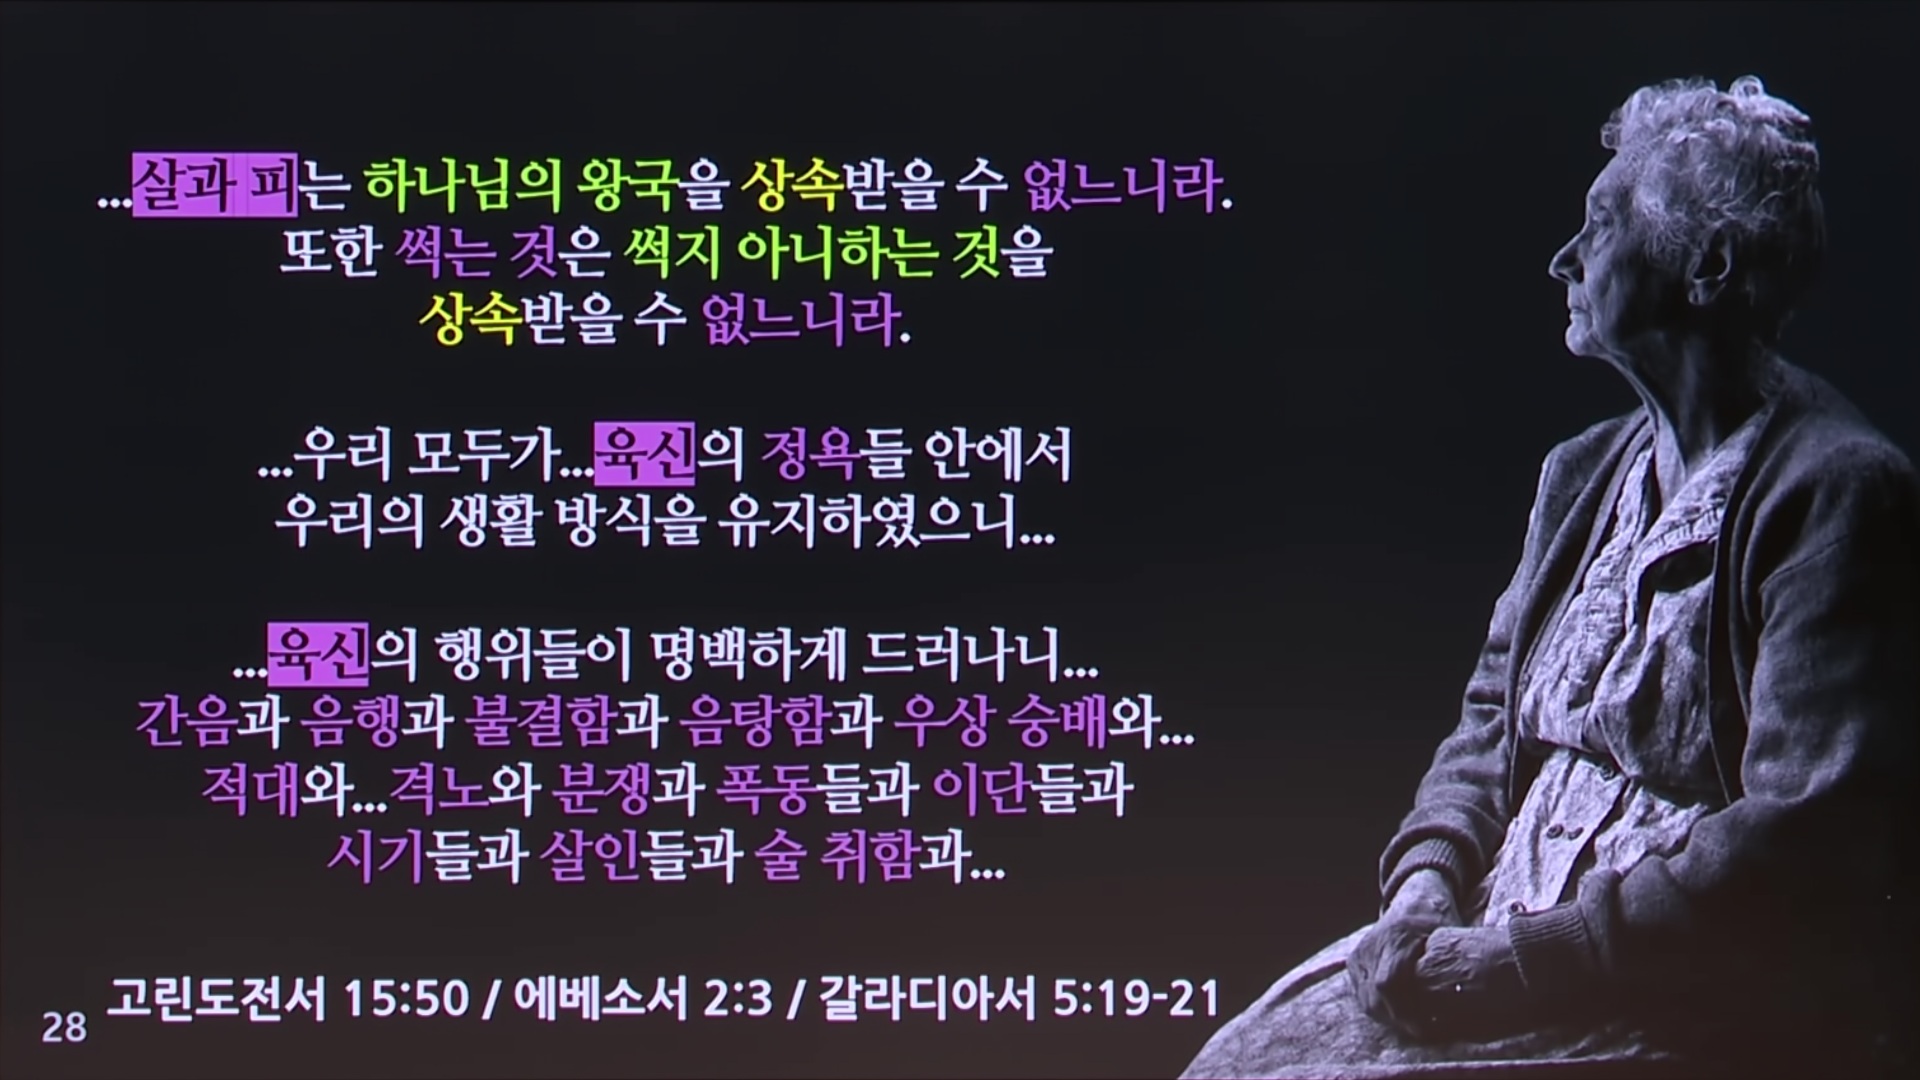 ...살과 피는 하나님의 왕국을 상속받을 수 없느니라.
또한 썩는 것은 썩지 아니하는 것을
상속받을 수 없느니라.
...우리 모두가...육신의 정욕들 안에서
우리의 생활 방식을 유지하였으니...
...육신의 행위들이 명백하게 드러나니...
간음과 음행과 불결함과 음탕함과 우상 숭배와...
적대와...격노와 분쟁과 폭동들과 이단들과
시기들과 살인들과 술 취함과...
고린도전서 15:50 / 에베소서 2:3 / 갈라디아서 5:19-21
28